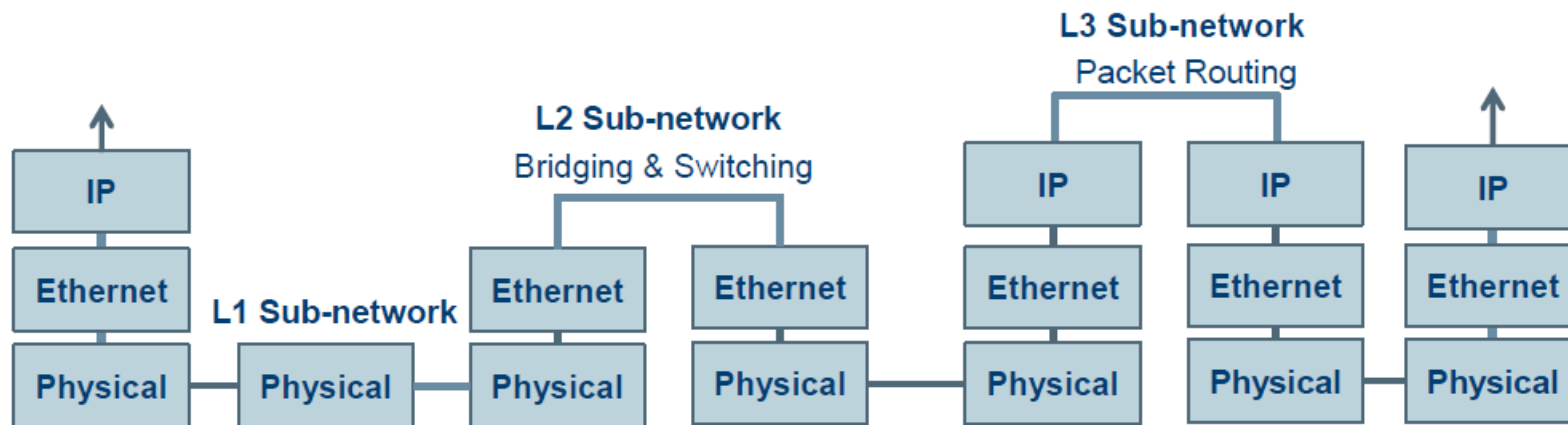 L3 Sub-network
Packet Routing
L2 Sub-network
Bridging & Switching
IP
IP
IP
IP
Ethernet
Ethernet
Ethernet
Ethernet
Ethernet
Ethernet
L1 Sub-network
Physical
Physical
Physical
Physical
Physical
Physical
Physical